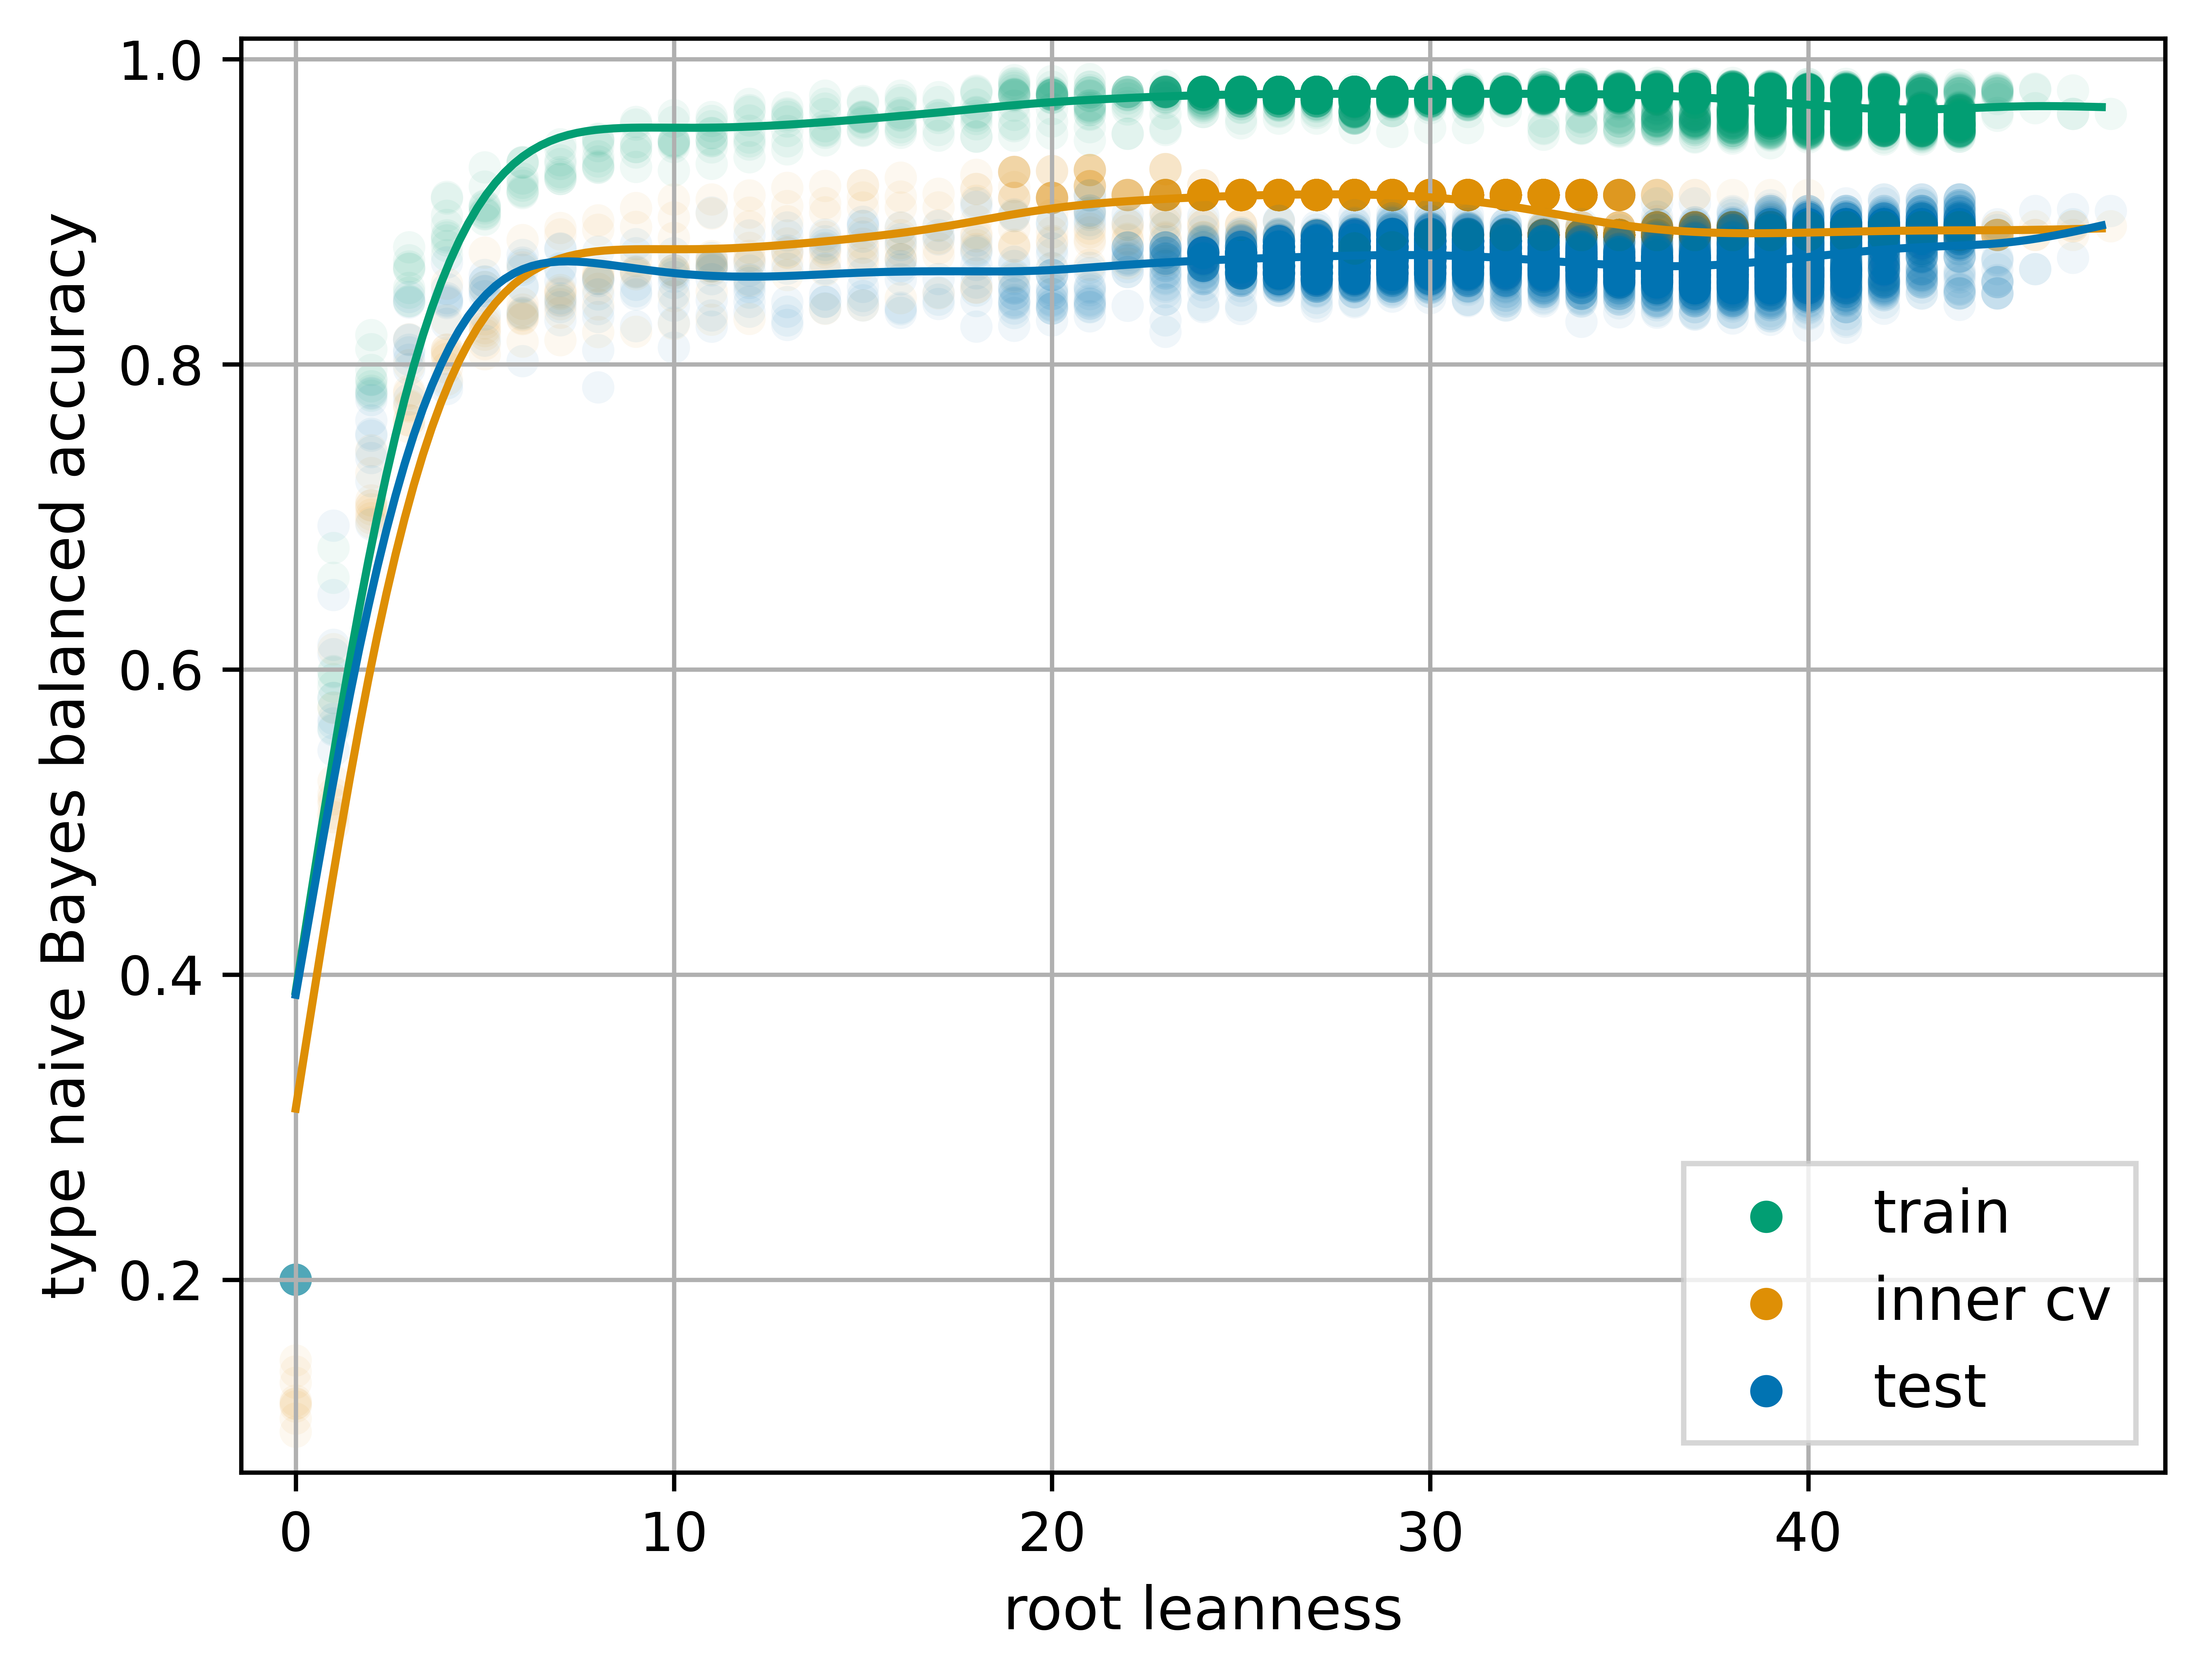 type naive Bayes balanced accuracy
1.0
0.8
0.6
0.4
0.2
0 10 20 30 40
root leanness
train
inner cv
test